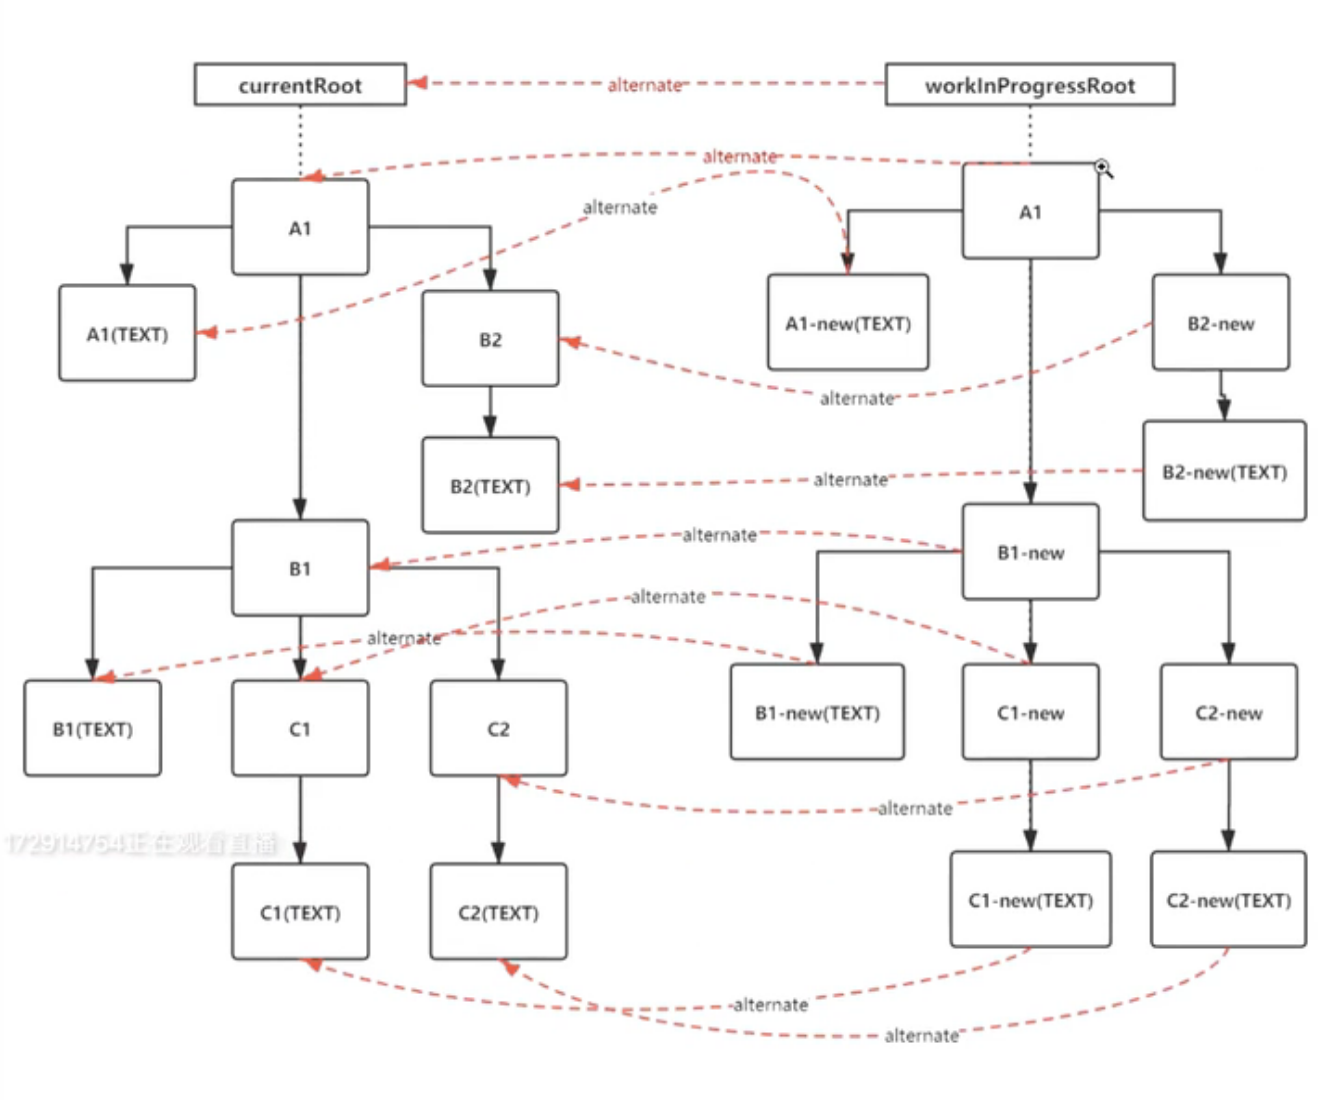 currentRoot
alternate
workInProgressRoot
alternate
alternate
A1
A1
A1(TEXT)
B2
A1-new(TEXT)
B2-new
alternate
B2(TEXT)
alternate
B2-new(TEXT)
alternate
B1
B1-new
alternate
alternate
B1(TEXT)
C1
C2
B1-new(TEXT)
C1-new
C2-new
alternate
172914754正在观看直播
C1(TEXT)
C2(TEXT)
C1-new(TEXT)
C2-new(TEXT)
alternate
alternate